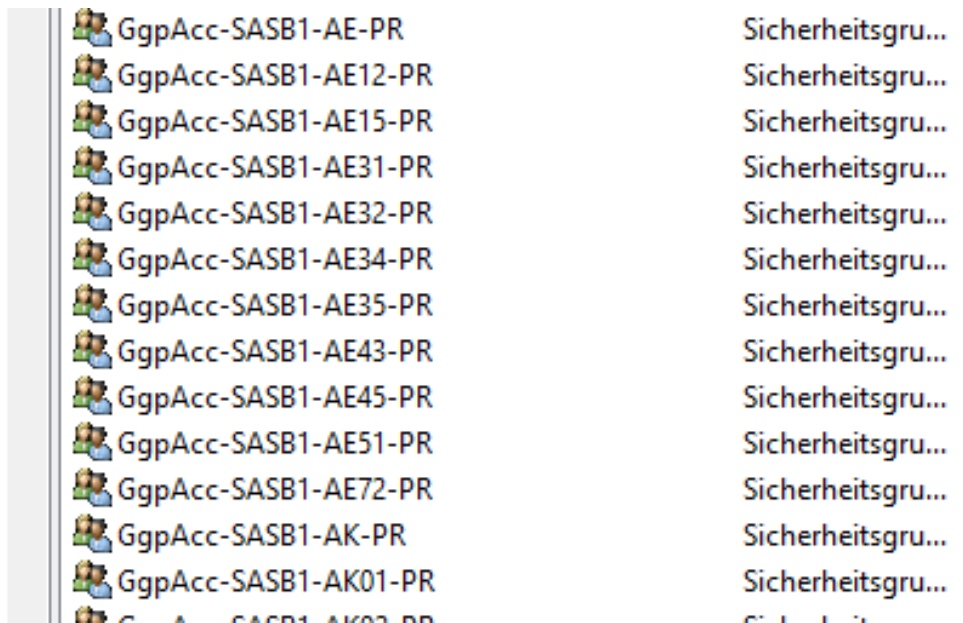 GgpAcc-SASB1-AE-PR Sicherheitsgru...
GgpAcc-SASB1-AE12-PR Sicherheitsgru...
GgpAcc-SASB1-AE15-PR Sicherheitsgru...
GgpAcc-SASB1-AE31-PR Sicherheitsgru...
GgpAcc-SASB1-AE32-PR Sicherheitsgru...
GgpAcc-SASB1-AE34-PR Sicherheitsgru...
GgpAcc-SASB1-AE35-PR Sicherheitsgru...
GgpAcc-SASB1-AE43-PR Sicherheitsgru...
GgpAcc-SASB1-AE45-PR Sicherheitsgru...
GgpAcc-SASB1-AE51-PR Sicherheitsgru...
GgpAcc-SASB1-AE72-PR Sicherheitsgru...
GgpAcc-SASB1-AK-PR Sicherheitsgru...
GgpAcc-SASB1-AK01-PR Sicherheitsgru...